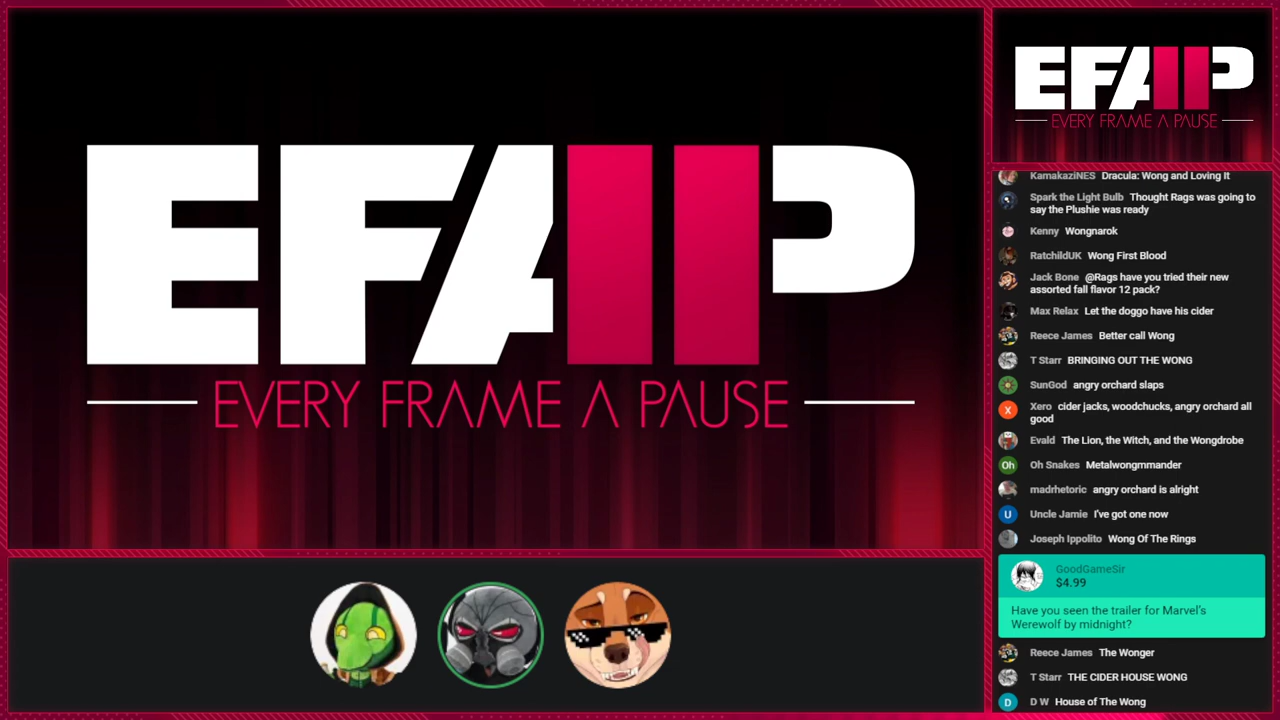 EFAP
EVERY FRAME A PAUSE
EFAP
EVERY FRAME A PAUSE
KamakaziNES Dracula: Wong and Loving It
Spark the Light Bulb Thought Rags was going to
say the Plushie was ready
Kenny Wongnarok
RatchildUK Wong First Blood
Jack Bone @Rags have you tried their new
assorted fall flavor 12 pack?
Max Relax Let the doggo have his cider
Reece James Better call Wong
T Starr BRINGING OUT THE WONG
SunGod angry orchard slaps
X Xero cider jacks, woodchucks, angry orchard all
good
Evald The Lion, the Witch, and the Wongdrobe
Oh Oh Snakes Metalwongmmander
madrhetoric angry orchard is alright
U Uncle Jamie I've got one now
Joseph Ippolito Wong Of The Rings
GoodGameSir
$4.99
Have you seen the trailer for Marvel's
Werewolf by midnight?
Reece James The Wonger
T Starr THE CIDER HOUSE WONG
D D W House of The Wong